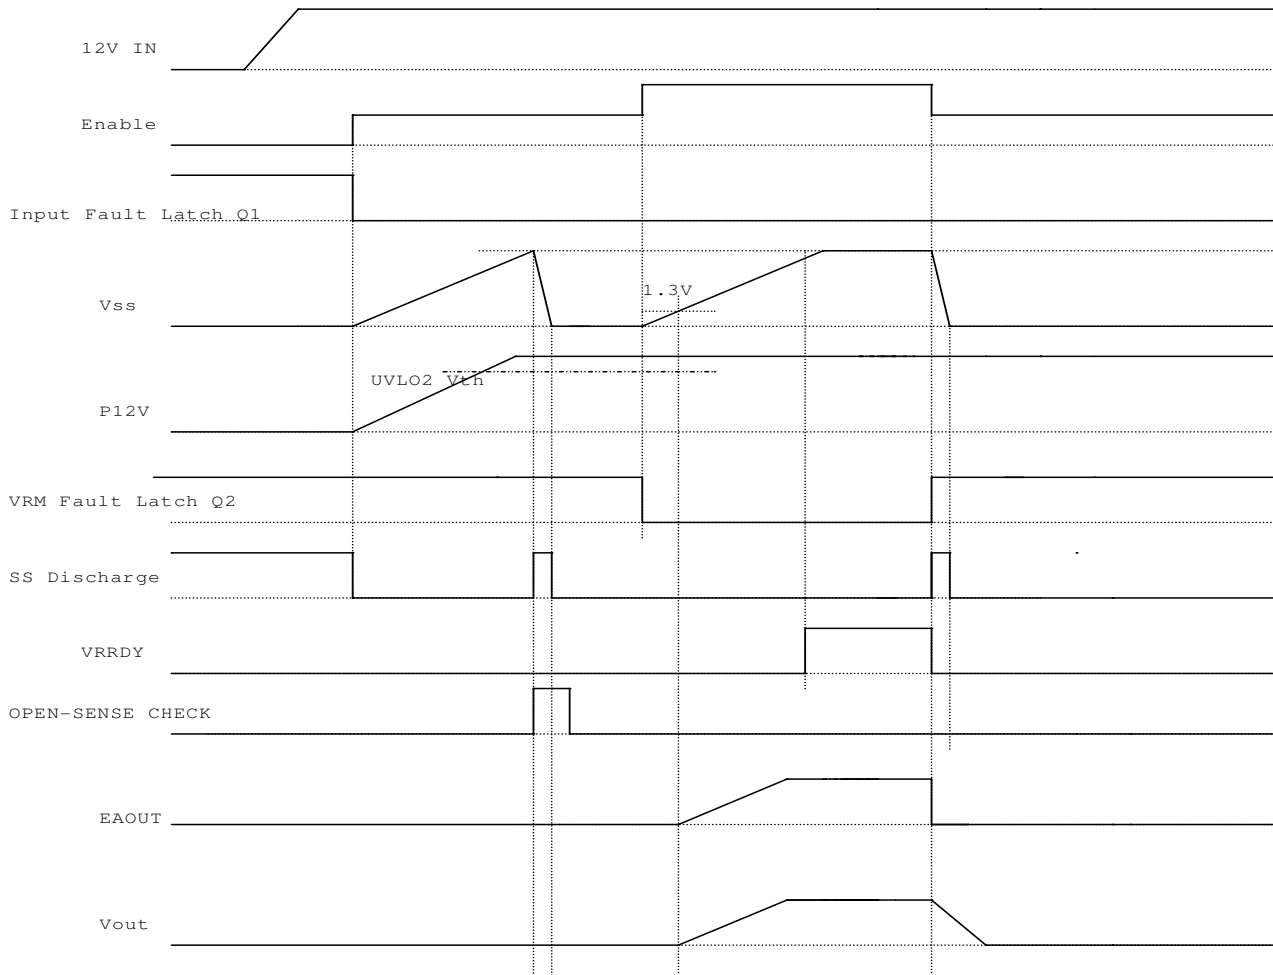 12V IN
Enable
Input Fault Latch Q1
1.3V
Vss
UVLO2 Vth
P12V
VRM Fault Latch Q2
SS Discharge
VRRDY
OPEN-SENSE CHECK
EAOUT
Vout